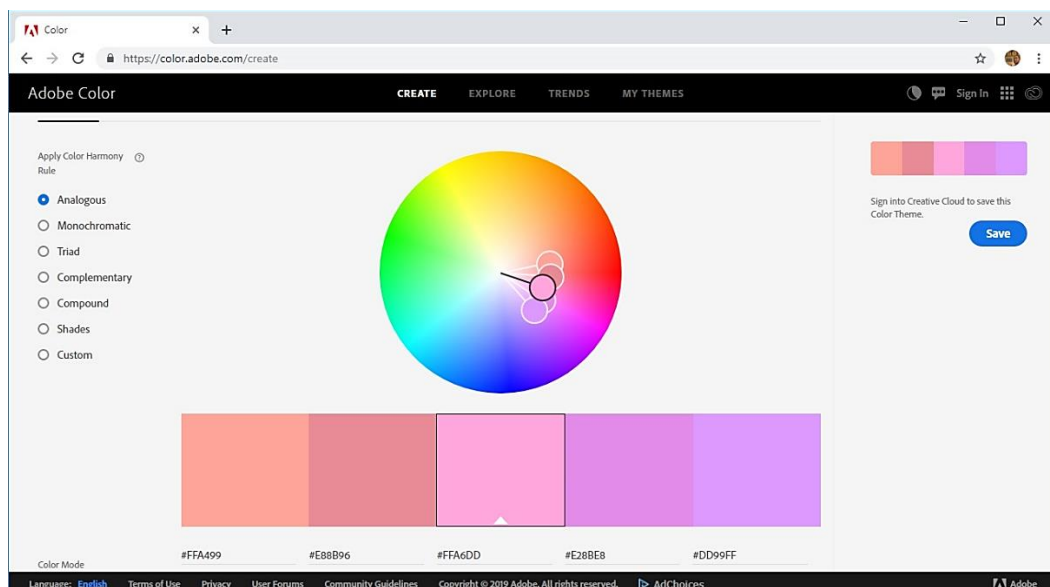 Color
https://color.adobe.com/create
Adobe Color
CREATE EXPLORE TRENDS MY THEMES
Sign In
Apply Color Harmony
Rule
Analogous
Monochromatic
Triad
Complementary
Compound
Shades
Custom
Sign into Creative Cloud to save this
Color Theme.
Save
#FFA499 #E88B96 #FFA6DD #E28BE8 #DD99FF
Color Mode
Language: English Terms of Use Privacy User Forums Community Guidelines Copyright © 2019 Adobe. All rights reserved. AdChoices Adobe